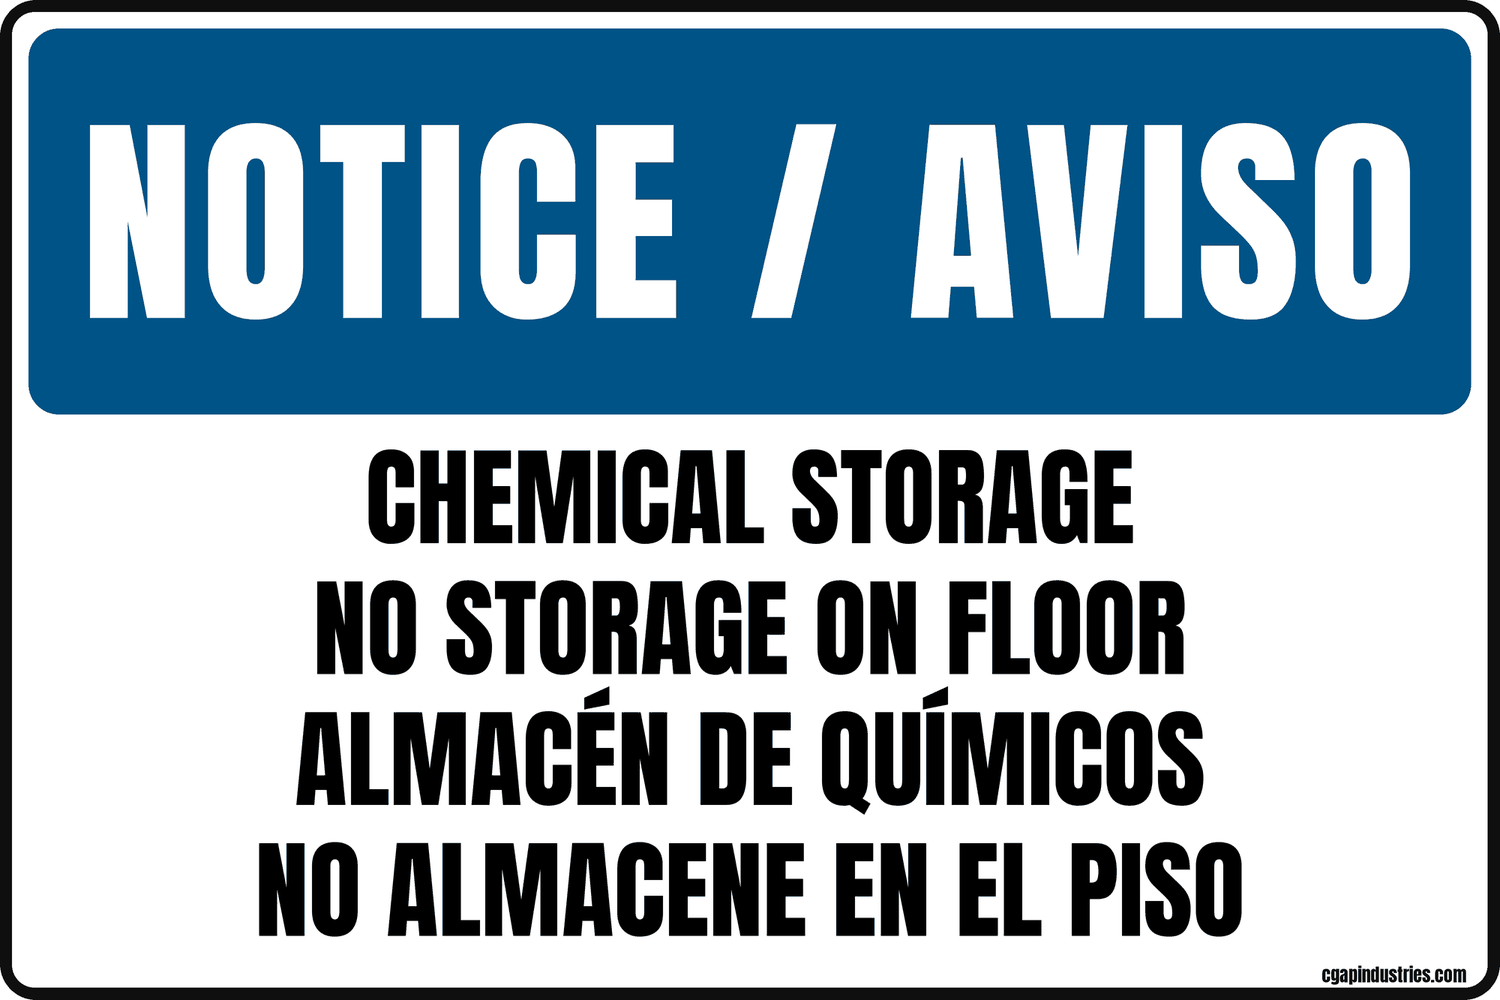 NOTICE / AVISO
CHEMICAL STORAGE
NO STORAGE ON FLOOR
ALMACÉN DE QUÍMICOS
NO ALMACENE EN EL PISO
cgapindustries.com